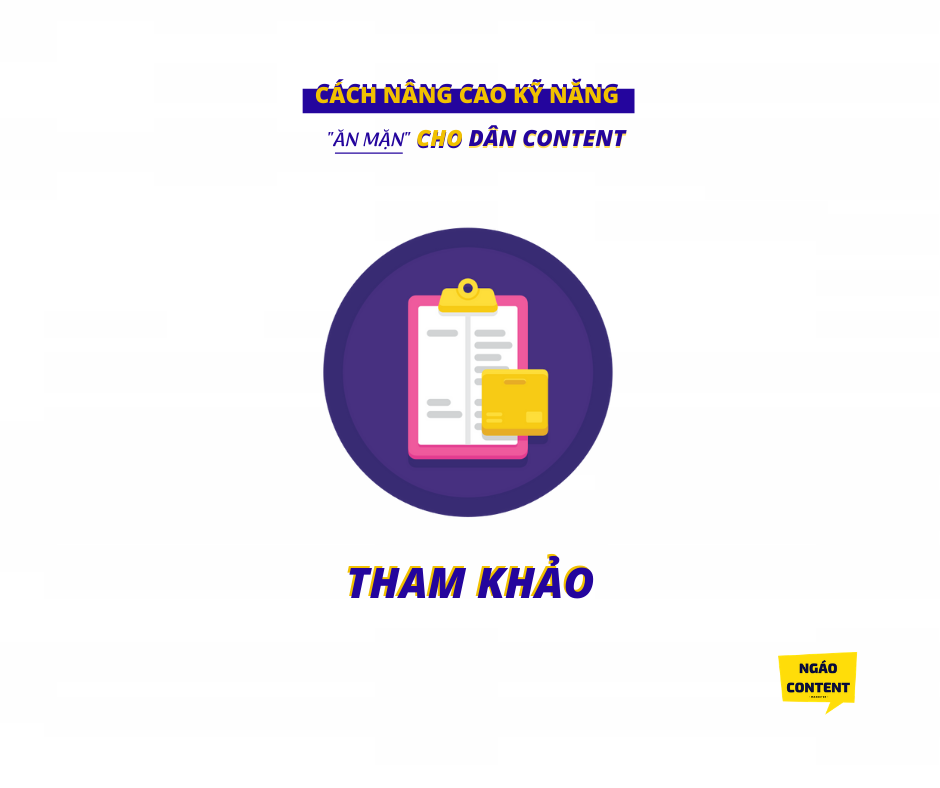 CÁCH NÂNG CAO KỸ NĂNG
"ĂN MẶN" CHO DÂN CONTENT
THAM KHẢO
NGÁO
CONTENT